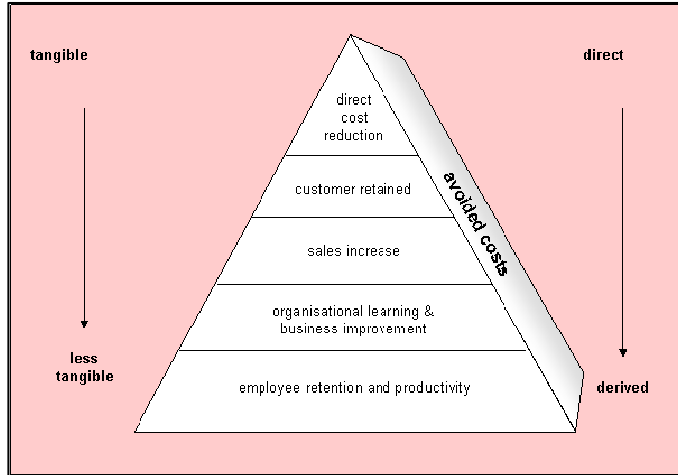 tangible
direct
direct
cost
reduction
customer retained
avoided costs
sales increase
organisational learning &
business improvement
less
tangible
employee retention and productivity
derived